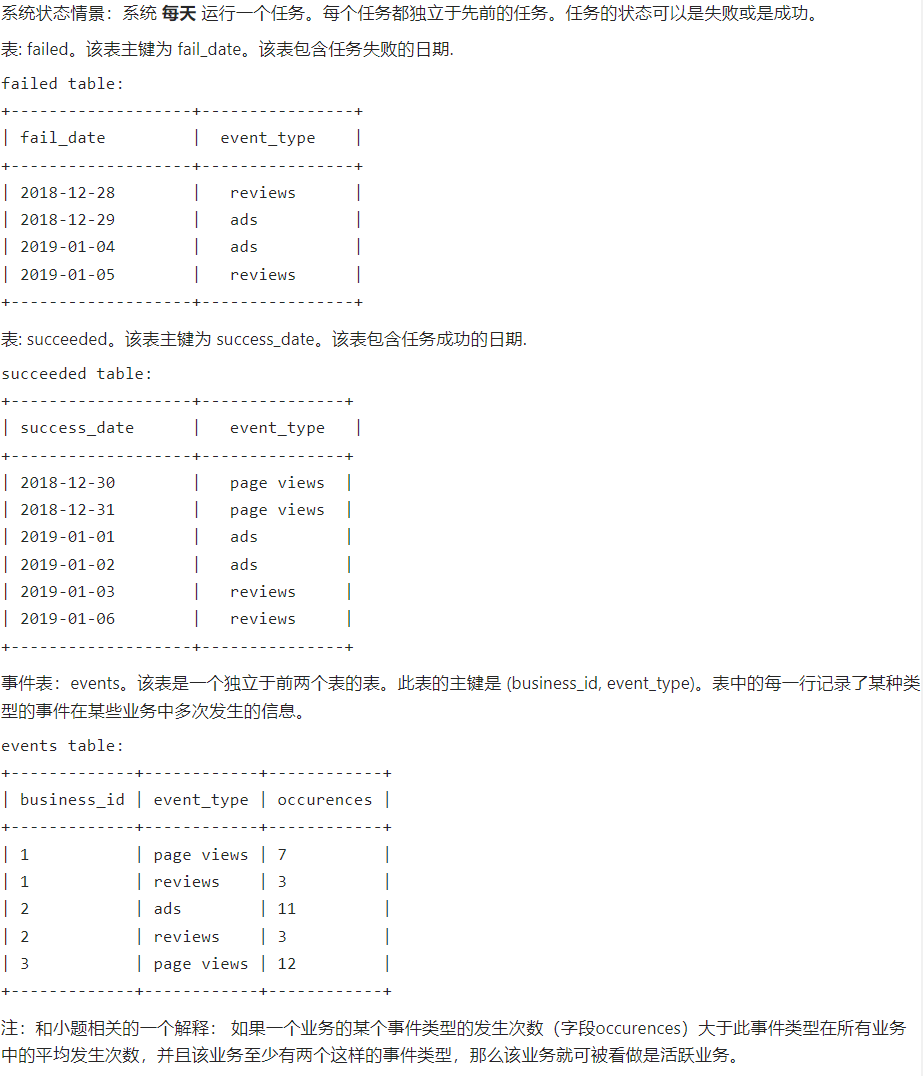 系统状态情景：系统 每天 运行一个任务。每个任务都独立于先前的任务。任务的状态可以是失败或是成功。
表: failed。该表主键为 fail_date。该表包含任务失败的日期.
failed table:
+-------------------+----------------+
| fail_date         |  event_type    |
+-------------------+----------------+
| 2018-12-28        |   reviews      |
| 2018-12-29        |   ads          |
| 2019-01-04        |   ads          |
| 2019-01-05        |   reviews      |
+-------------------+----------------+
表: succeeded。该表主键为 success_date。该表包含任务成功的日期.
succeeded table:
+-------------------+---------------+
| success_date      |   event_type   |
+-------------------+---------------+
| 2018-12-30        |   page views  |
| 2018-12-31        |   page views  |
| 2019-01-01        |   ads         |
| 2019-01-02        |   ads         |
| 2019-01-03        |   reviews     |
| 2019-01-06        |   reviews     |
+-------------------+---------------+
事件表：events。该表是一个独立于前两个表的表。此表的主键是 (business_id, event_type)。表中的每一行记录了某种类
型的事件在某些业务中多次发生的信息。
events table:
+-------------+------------+------------+
| business_id | event_type | occurences |
+-------------+------------+------------+
| 1           | page views | 7          |
| 1           | reviews    | 3          |
| 2           | ads        | 11         |
| 2           | reviews    | 3          |
| 3           | page views | 12         |
+-------------+------------+------------+
注：和小题相关的一个解释： 如果一个业务的某个事件类型的发生次数（字段occurences）大于此事件类型在所有业务
中的平均发生次数，并且该业务至少有两个这样的事件类型，那么该业务就可被看做是活跃业务。